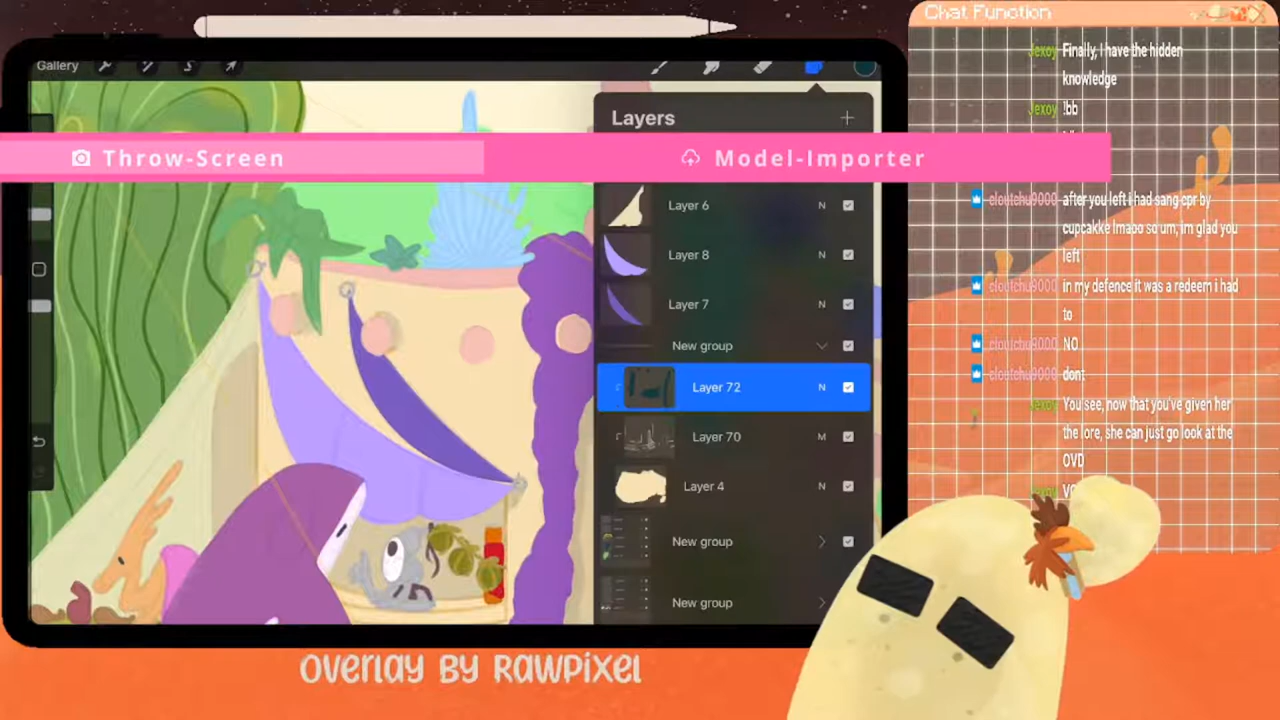 Chat Function
Gallery
Jexoy Finally, I have the hidden
knowledge
Jexoy !bb
Layers
Throw-Screen
Model-Importer
Layer 6 N
cloutchu9000 after you left i had sang cpr by
cupcakke lmapo so um, im glad you
left
Layer 8 N
cloutchu9000 in my defence it was a redeem i had
to
Layer 7 N
New group
cloutchu9000 NO
cloutchu9000 dont
Layer 72 N
Jexoy You see, now that you've given her
the lore, she can just go look at the
OVD
Layer 70 M
Layer 4 N
New group
New group
OVERLAY BY RAWPIXEL